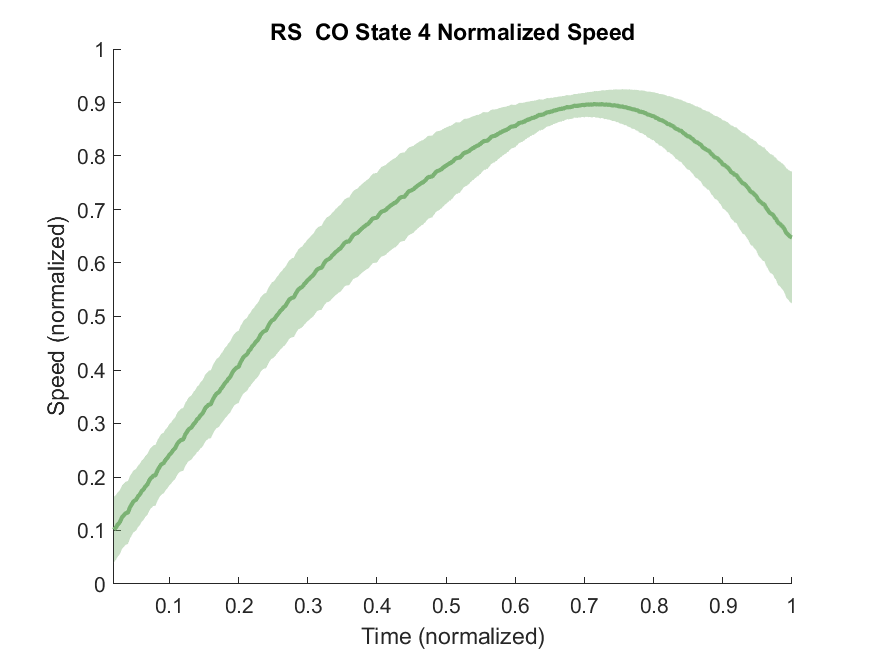 RS  CO State 4 Normalized Speed
1
0.9
0.8
0.7
0.6
0.5
0.4
0.3
0.2
0.1
0
Speed (normalized)
0.1 0.2 0.3 0.4 0.5 0.6 0.7 0.8 0.9 1
Time (normalized)